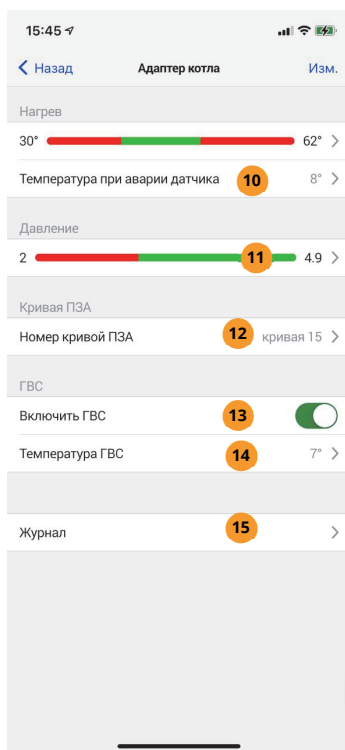 15:45
Назад Адаптер котла Изм.
Нагрев
30° 62°
Температура при аварии датчика 10 8°
Давление
2 11 4.9
Кривая ПЗА
Номер кривой ПЗА 12 кривая 15
ГВС
Включить ГВС 13
Температура ГВС 14 7°
Журнал 15